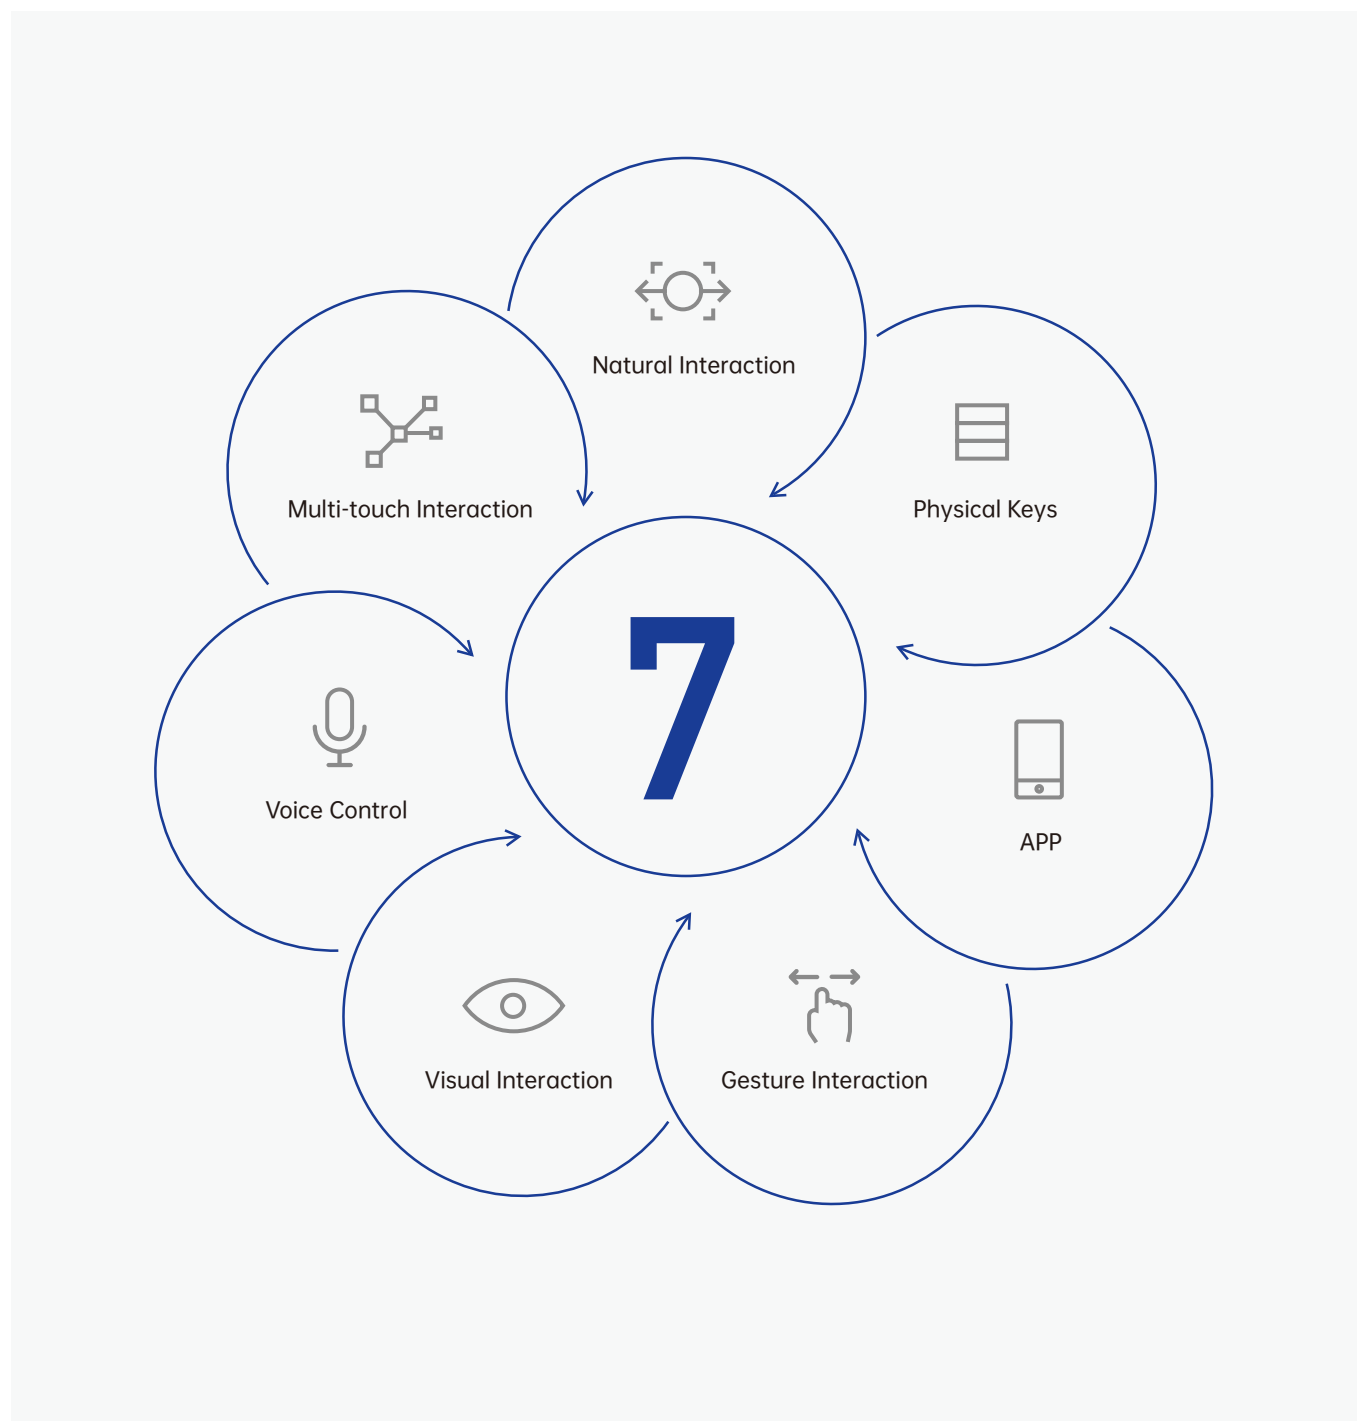 Natural Interaction
Multi-touch Interaction
Physical Keys
7
Voice Control
APP
Visual Interaction
Gesture Interaction